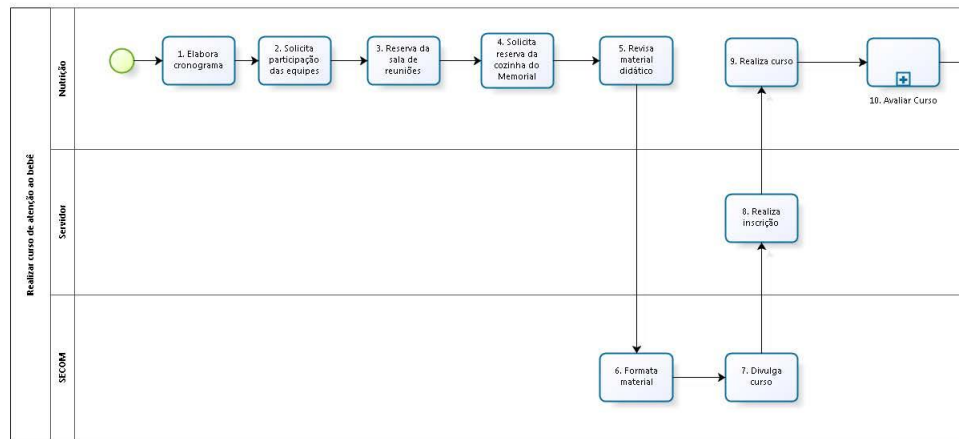 Realizar curso de atenção ao bebê
Nutrição
1. Elabora
cronograma
2. Solicita
participação
das equipes
3. Reserva da
sala de
reuniões
4. Solicita
reserva da
cozinha do
Memorial
5. Revisa
material
didático
9. Realiza curso
10. Avaliar Curso
Servidor
8. Realiza
inscrição
SECOM
6. Formata
material
7. Divulga
curso